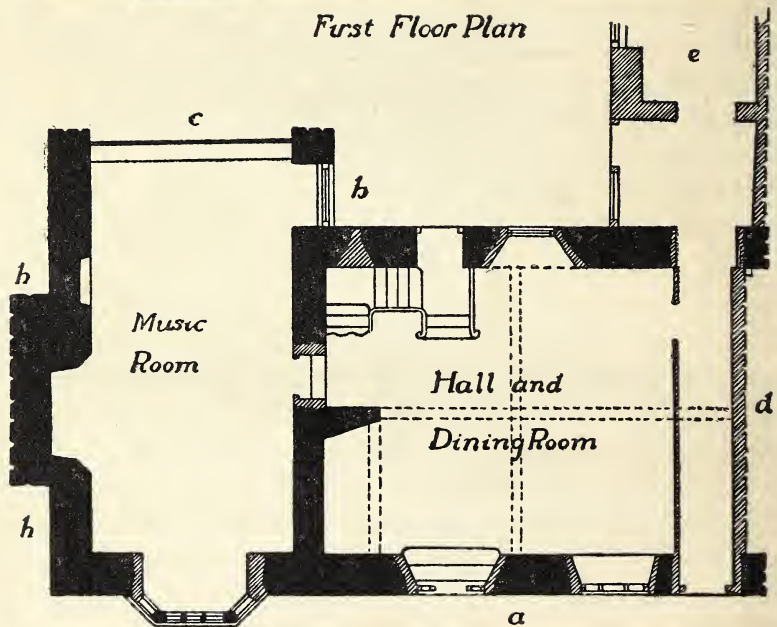 First Floor Plan
e
c
h
h
Music
Room
Hall and
d
Dining Room
h
a